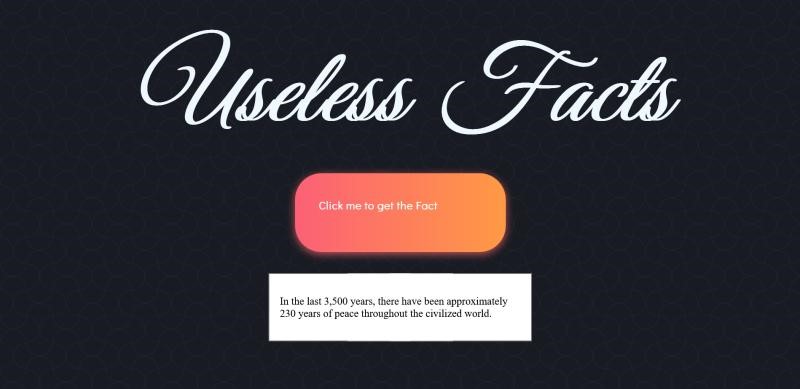 Useless Facts
Click me to get the Fact
In the last 3,500 years, there have been approximately
230 years of peace throughout the civilized world.